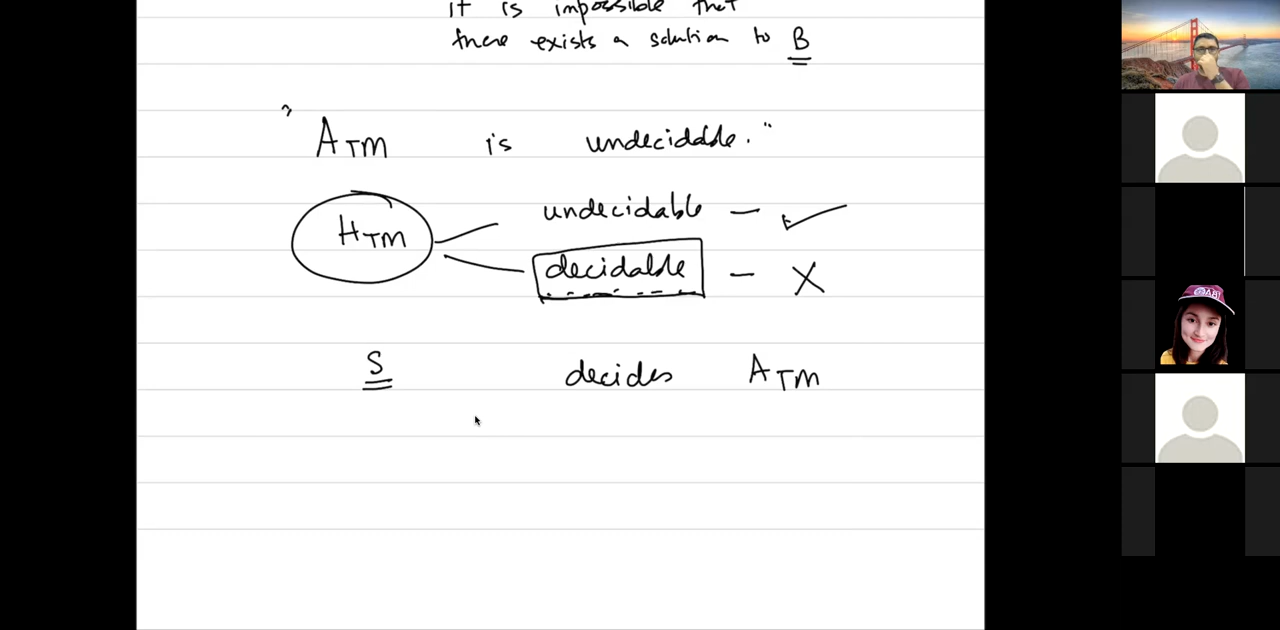 it is impossible that
there exists a solution to B
" ATM is undecidable."
HTM undecidable — ✓
decidable — X
S decides ATM